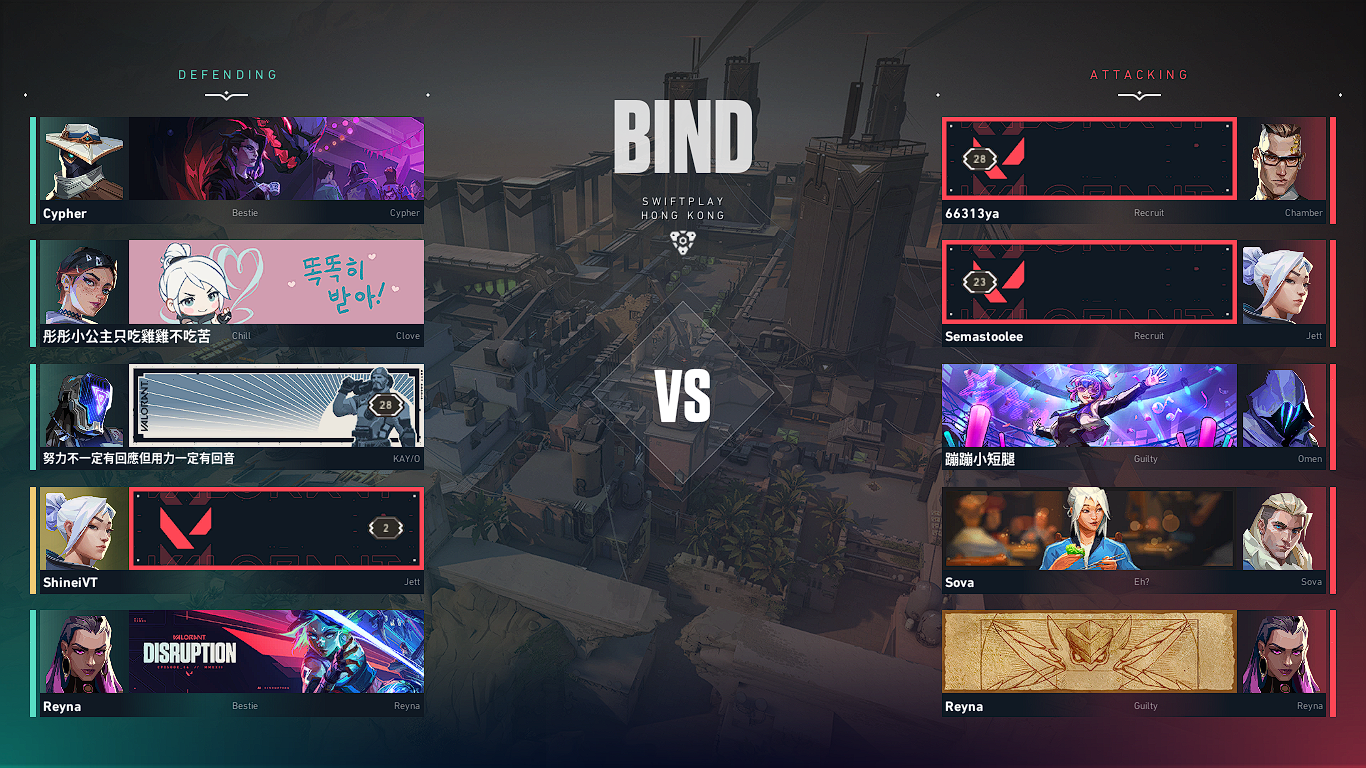 DEFENDING
ATTACKING
BIND
SWIFTPLAY
HONG KONG
VS
Cypher Bestie Cypher
똑똑히
받아!
彤彤小公主只吃雞雞不吃苦 Chill Clove
VALORANT
28
努力不一定有回應但用力一定有回音 KAY/O
2
ShineiVT Jett
VALORANT
DISRUPTION
Reyna Bestie Reyna
28
66313ya Recruit Chamber
23
Semastoolee Recruit Jett
蹦蹦小短腿 Guilty Omen
Sova Eh? Sova
Reyna Guilty Reyna